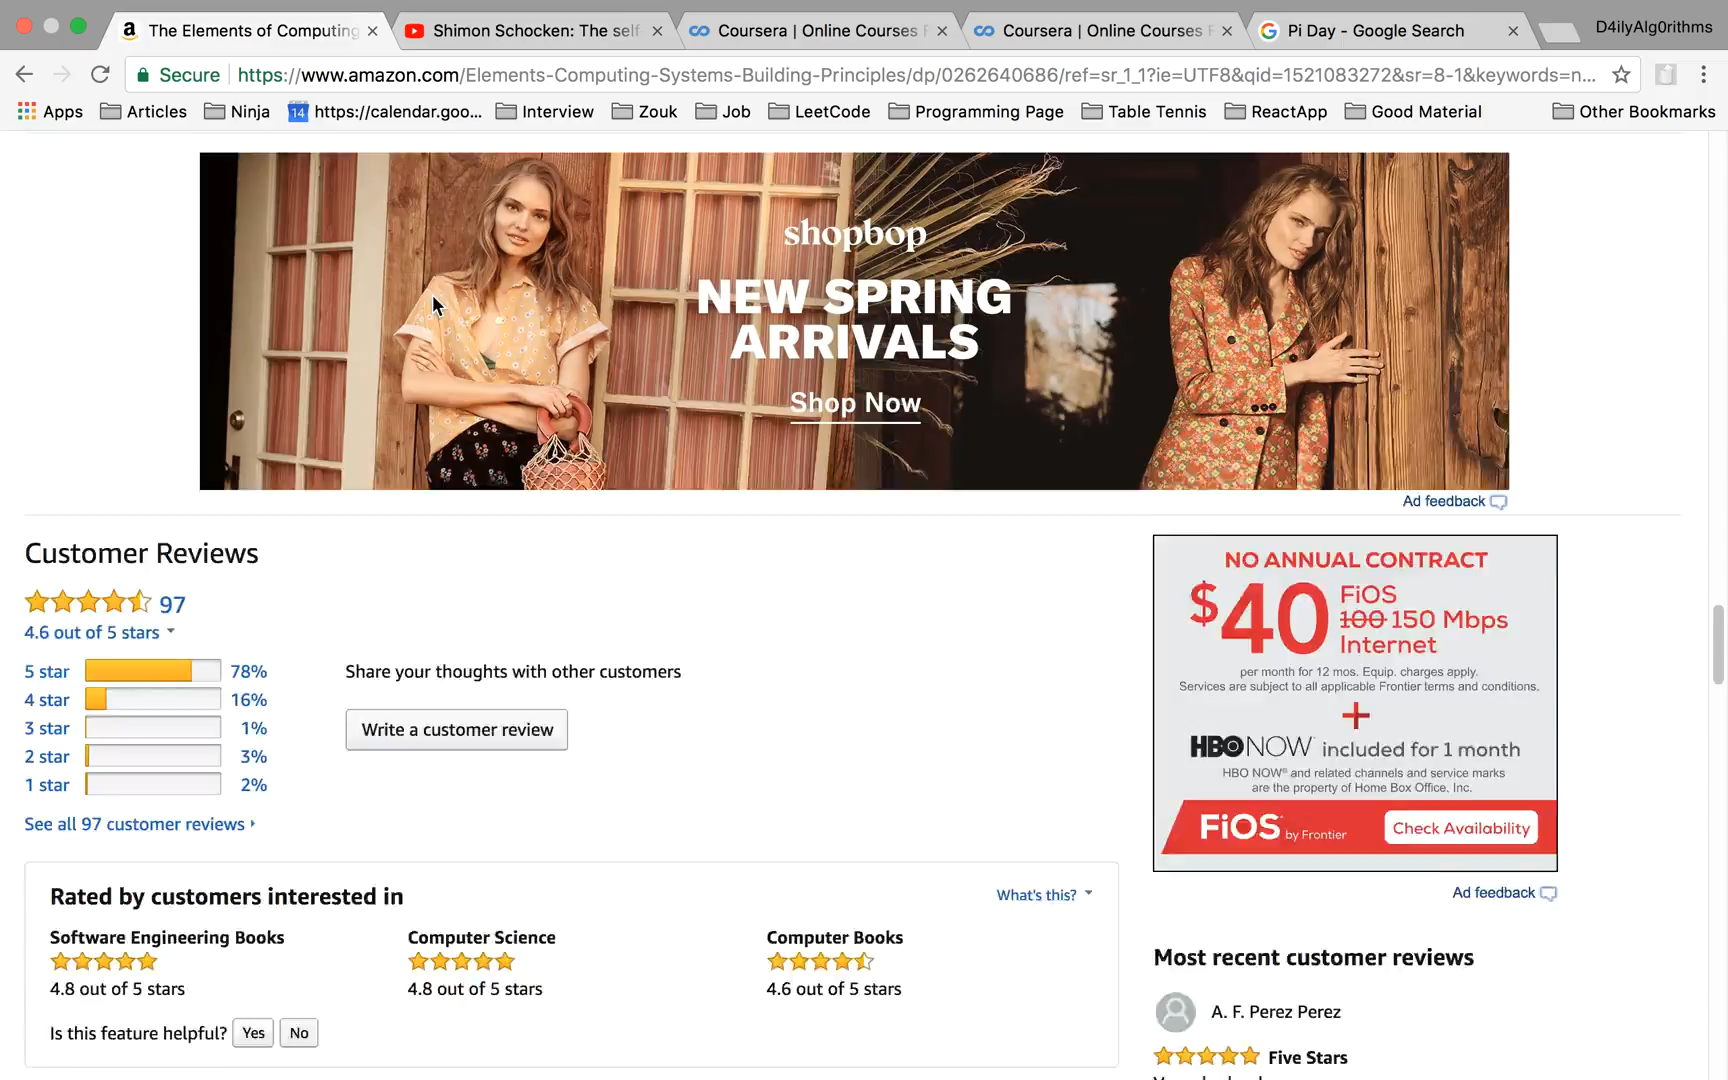 The Elements of Computing
Shimon Schocken: The self
Coursera | Online Courses F
Coursera | Online Courses F
Pi Day - Google Search
D4ilyAlg0rithms
Secure
https://www.amazon.com/Elements-Computing-Systems-Building-Principles/dp/0262640686/ref=sr_1_1?ie=UTF8&qid=1521083272&sr=8-1&keywords=n...
Apps
Articles
Ninja
14
https://calendar.goo...
Interview
Zouk
Job
LeetCode
Programming Page
Table Tennis
ReactApp
Good Material
Other Bookmarks
shopbop
NEW SPRING
ARRIVALS
Shop Now
Ad feedback
Customer Reviews
97
4.6 out of 5 stars
5 star 78%
4 star 16%
3 star 1%
2 star 3%
1 star 2%
Share your thoughts with other customers
Write a customer review
See all 97 customer reviews
NO ANNUAL CONTRACT
$40
FiOS
100 150 Mbps
Internet
per month for 12 mos. Equip. charges apply.
Services are subject to all applicable Frontier terms and conditions.
+
HBO NOW included for 1 month
HBO NOW® and related channels and service marks
are the property of Home Box Office, Inc.
FiOS by Frontier
Check Availability
Ad feedback
Rated by customers interested in
What's this?
Software Engineering Books
4.8 out of 5 stars
Computer Science
4.8 out of 5 stars
Computer Books
4.6 out of 5 stars
Is this feature helpful? Yes No
Most recent customer reviews
A. F. Perez Perez
Five Stars